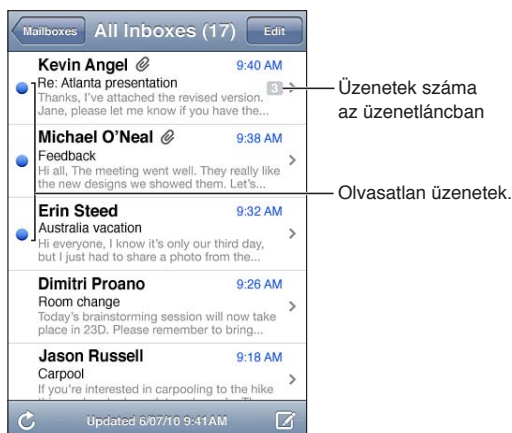 Mailboxes All Inboxes (17) Edit
Kevin Angel 9:40 AM
Re: Atlanta presentation
Thanks, I've attached the revised version.
Jane, please let me know if you have the...
3
Üzenetek száma
az üzenetláncban
Michael O'Neal 9:38 AM
Feedback
Hi all, The meeting went well. They really like
the new designs we showed them. Let's...
Olvasatlan üzenetek.
Erin Steed 9:32 AM
Australia vacation
Hi everyone, I know it's only our third day,
but I just had to share a photo from the...
Dimitri Proano 9:26 AM
Room change
Today's brainstorming session will now take
place in 23D. Please remember to bring...
Jason Russell 9:18 AM
Carpool
If you're interested in carpooling to the hike
Updated 6/07/10 9:41AM